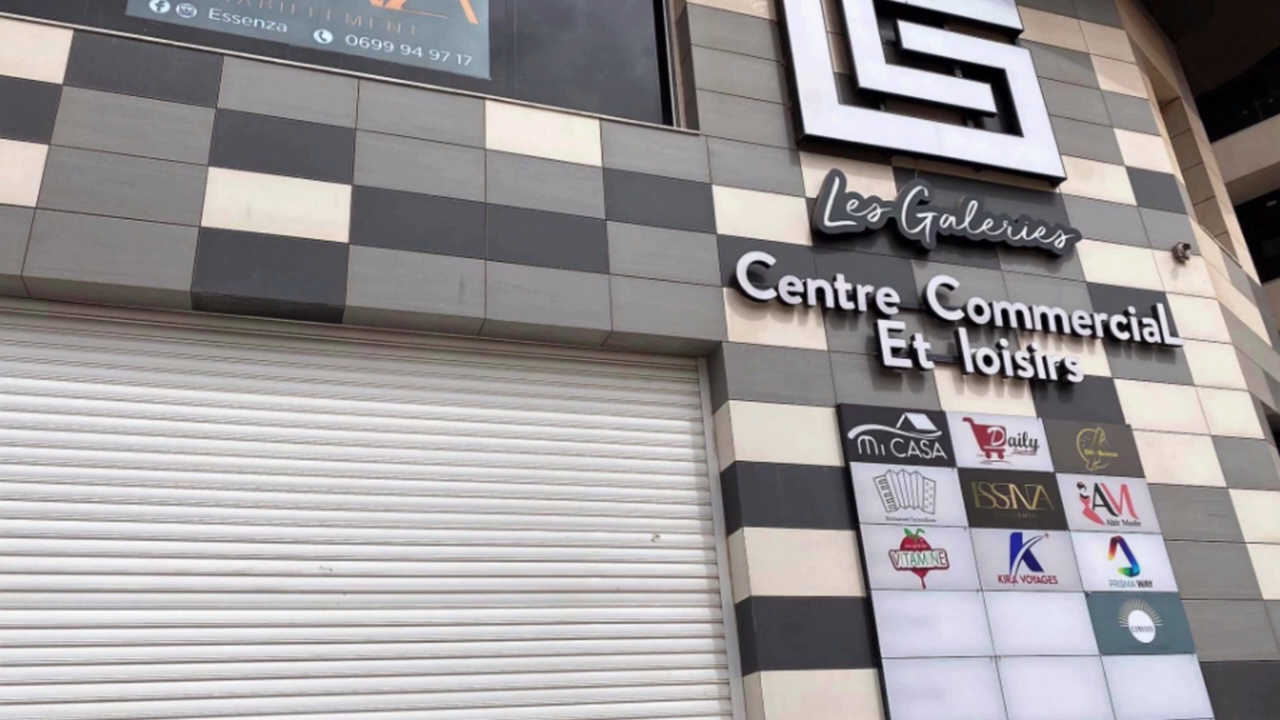 Essenza
0699 94 97 17
Les Galeries
Centre Commercial
Et loisirs
Mi CASA
Daily
AM
Abir Mode
VITAMINE
KIRA VOYAGES
PRISMA WAY